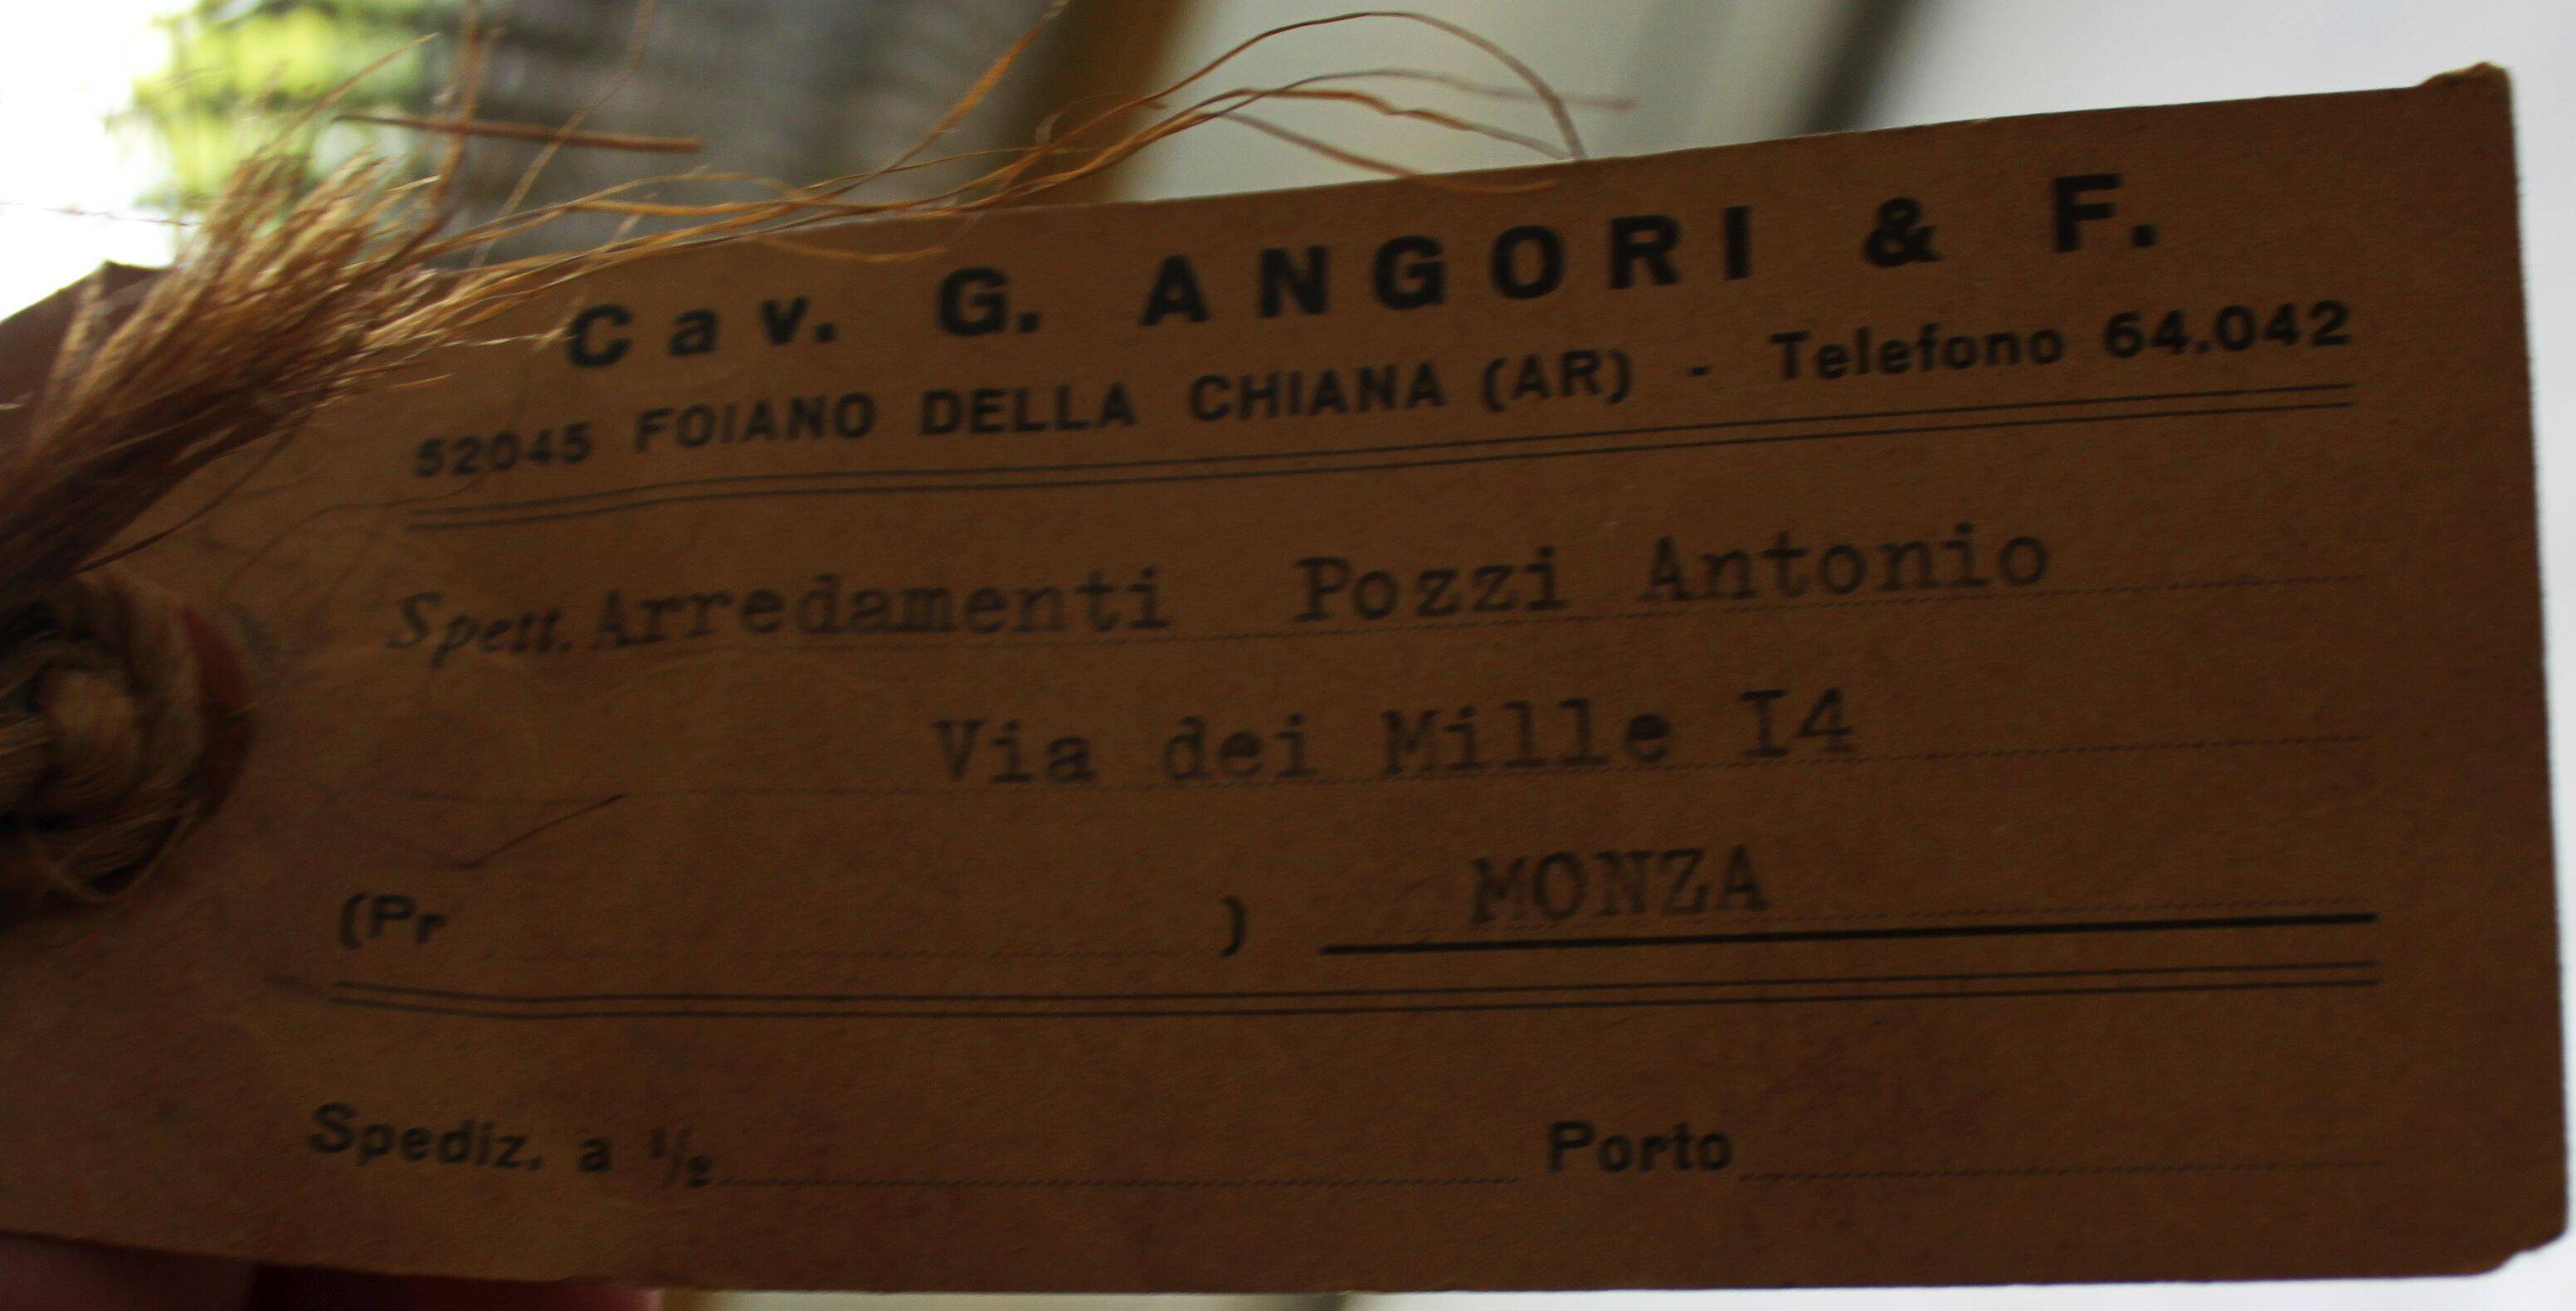 Cav. G. ANGORI & F.
52045 FOIANO DELLA CHIANA (AR) - Telefono 64.042
Spett. Arredamenti Pozzi Antonio
Via dei Mille I4
(Pr ) MONZA
Spediz. a 1/2 Porto